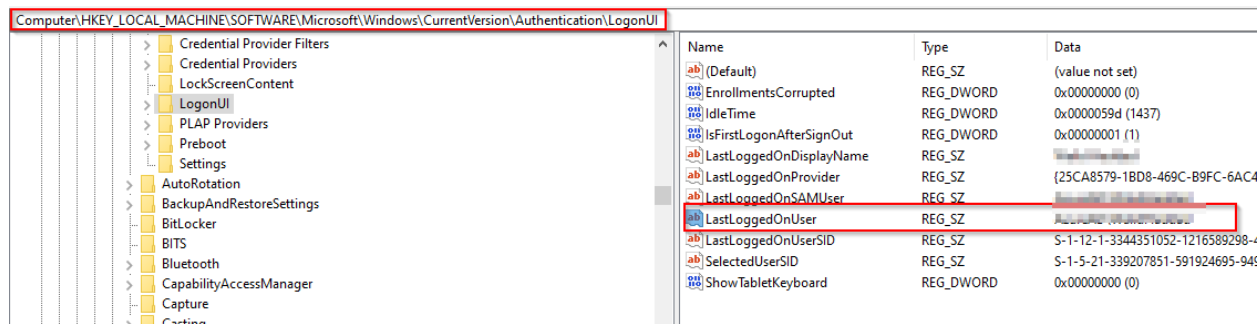 Computer\HKEY_LOCAL_MACHINE\SOFTWARE\Microsoft\Windows\CurrentVersion\Authentication\LogonUI
Credential Provider Filters
Credential Providers
LockScreenContent
LogonUI
PLAP Providers
Preboot
Settings
AutoRotation
BackupAndRestoreSettings
BitLocker
BITS
Bluetooth
CapabilityAccessManager
Capture
Casting
Name Type Data
(Default) REG_SZ (value not set)
EnrollmentsCorrupted REG_DWORD 0x00000000 (0)
IdleTime REG_DWORD 0x0000059d (1437)
IsFirstLogonAfterSignOut REG_DWORD 0x00000001 (1)
LastLoggedOnDisplayName REG_SZ
LastLoggedOnProvider REG_SZ {25CA8579-1BD8-469C-B9FC-6AC4
LastLoggedOnSAMUser REG_SZ
LastLoggedOnUser REG_SZ
LastLoggedOnUserSID REG_SZ S-1-12-1-3344351052-1216589298-4
SelectedUserSID REG_SZ S-1-5-21-339207851-591924695-949
ShowTabletKeyboard REG_DWORD 0x00000000 (0)